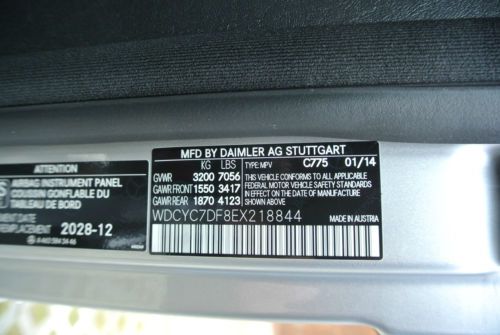 MFD BY DAIMLER AG STUTTGART
KG LBS TYPE: MPV C775 01/14
GVWR 3200 7056
GAWR FRONT 1550 3417
GAWR REAR 1870 4123
THIS VEHICLE CONFORMS TO ALL APPLICABLE
FEDERAL MOTOR VEHICLE SAFETY STANDARDS IN
EFFECT ON THE DATE OF MANUFACTURE SHOWN ABOVE.
WDCYC7DF8EX218844 MADE IN AUSTRIA
ATTENTION
AIRBAG INSTRUMENT PANEL
COUSSIN GONFLABLE DU
TABLEAU DE BORD
2028-12